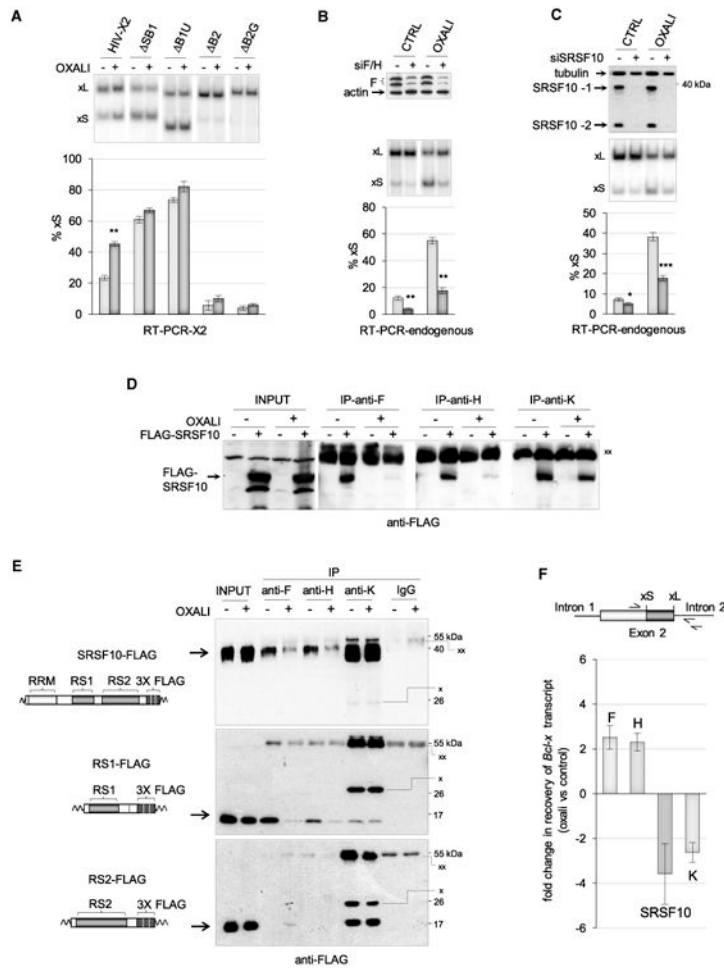 A
HIV-X2
ΔSB1
ΔB1U
ΔB2
ΔB2G
OXALI
- + - + - + - + - +
xL
xS
% xS
100
80
60
40
20
0
**
RT-PCR-X2
B
CTRL
OXALI
siF/H
- + - +
F
actin
xL
xS
% xS
80
60
40
20
0
**
**
RT-PCR-endogenous
C
siSRSF10
CTRL
OXALI
- + - +
tubulin
SRSF10 -1
SRSF10 -2
40 kDa
xL
xS
% xS
50
40
30
20
10
0
*
***
RT-PCR-endogenous
D
INPUT
IP-anti-F
IP-anti-H
IP-anti-K
OXALI
- + - + - + - +
FLAG-SRSF10
- + - + - + - + - + - + - + - +
FLAG-
SRSF10
xx
anti-FLAG
E
IP
INPUT
anti-F
anti-H
anti-K
IgG
OXALI
- + - + - + - + - +
SRSF10-FLAG
RRM
RS1
RS2
3X FLAG
55 kDa
40
xx
x
26
RS1-FLAG
RS1
3X FLAG
55 kDa
xx
x
26
17
RS2-FLAG
RS2
3X FLAG
55 kDa
xx
x
26
17
anti-FLAG
F
xS
xL
Intron 1
Intron 2
Exon 2
fold change in recovery of Bcl-x transcript
(oxali vs control)
6
4
2
0
-2
-4
-6
F
H
K
SRSF10